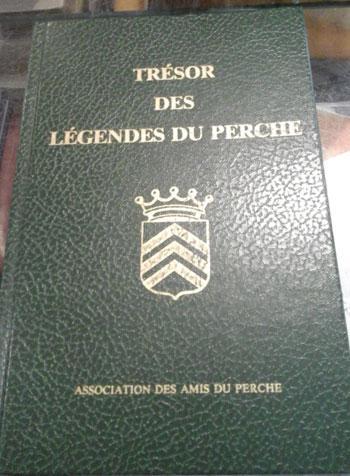 TRÉSOR
DES
LÉGENDES DU PERCHE
ASSOCIATION DES AMIS DU PERCHE